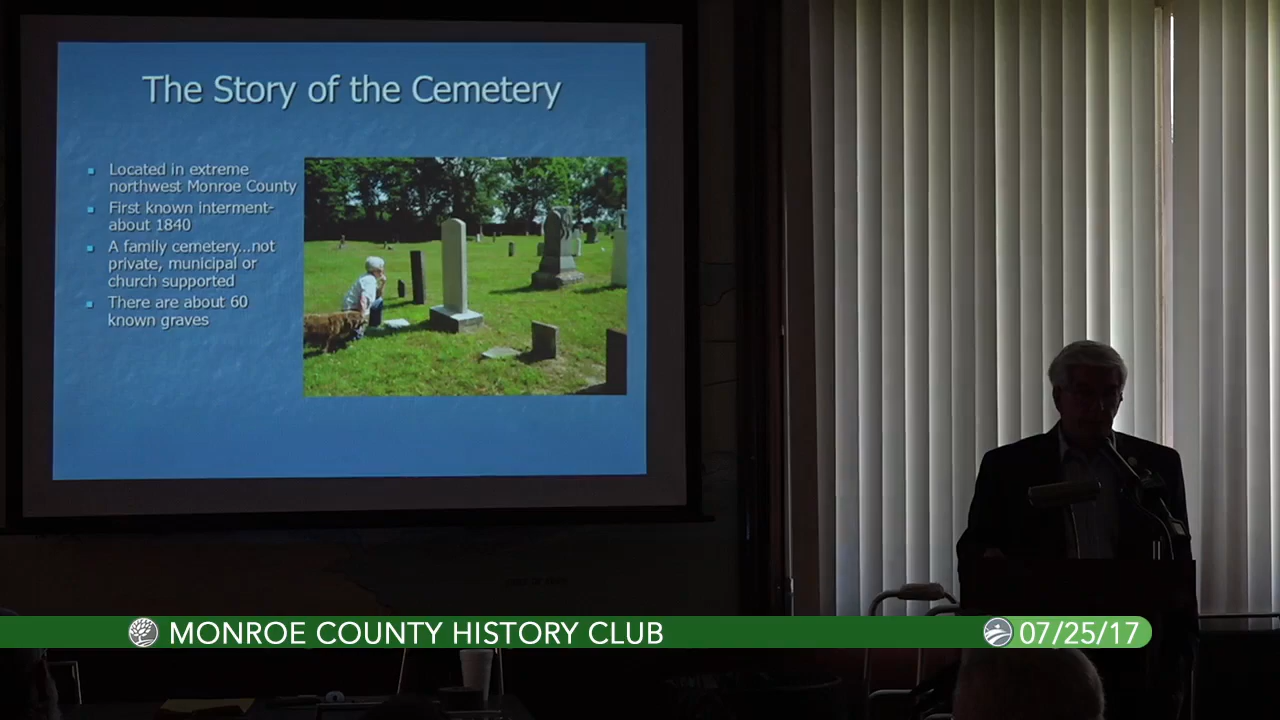 The Story of the Cemetery
Located in extreme
northwest Monroe County
First known interment-
about 1840
A family cemetery...not
private, municipal or
church supported
There are about 60
known graves
MONROE COUNTY HISTORY CLUB
07/25/17